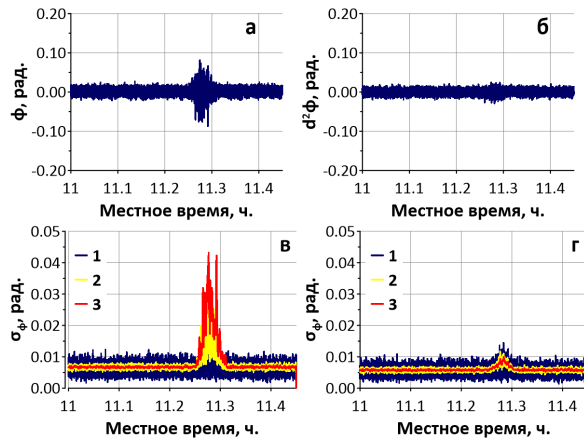 а
0.20
0.10
0.00
-0.10
-0.20
ϕ, рад.
11 11.1 11.2 11.3 11.4
Местное время, ч.
б
0.20
0.10
0.00
-0.10
-0.20
d²ϕ, рад.
11 11.1 11.2 11.3 11.4
Местное время, ч.
в
0.05
0.04
0.03
0.02
0.01
0.00
σϕ, рад.
1
2
3
11 11.1 11.2 11.3 11.4
Местное время, ч.
г
0.05
0.04
0.03
0.02
0.01
0.00
σϕ, рад.
1
2
3
11 11.1 11.2 11.3 11.4
Местное время, ч.